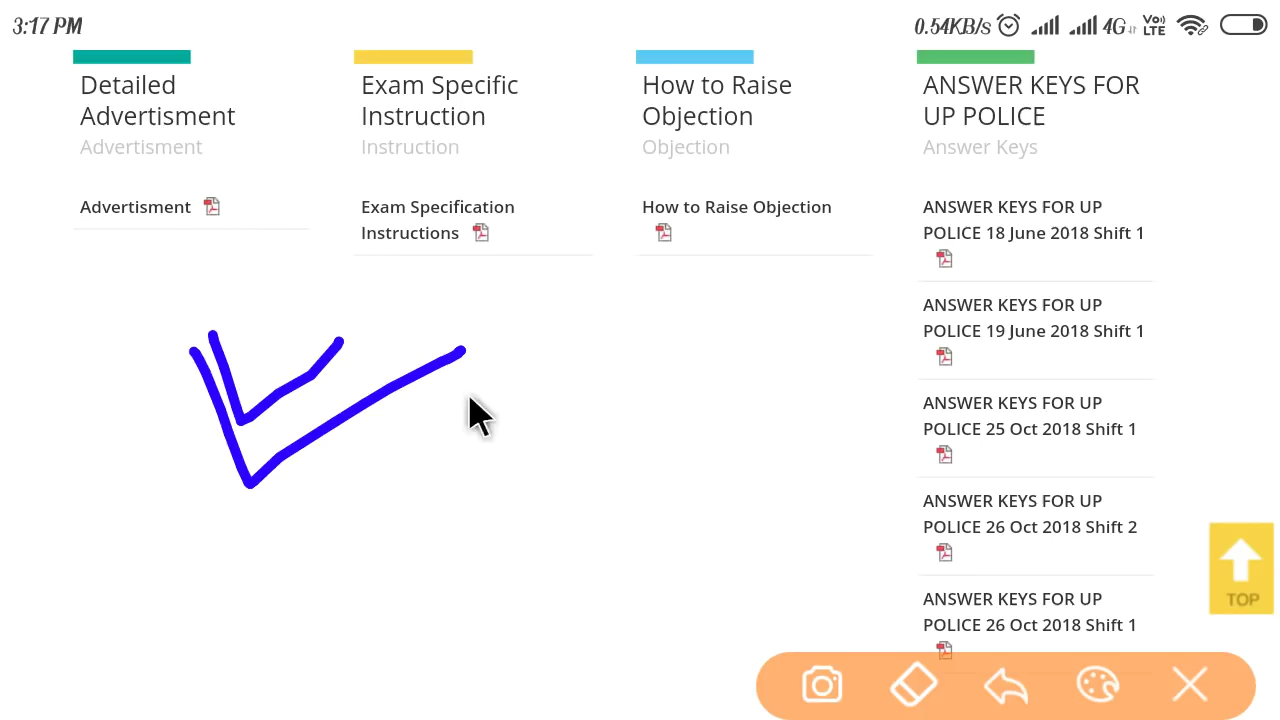 3:17 PM
0.54KB/s 4G VoLTE
Detailed
Advertisment
Advertisment
Advertisment
Exam Specific
Instruction
Instruction
Exam Specification
Instructions
How to Raise
Objection
Objection
How to Raise Objection
ANSWER KEYS FOR
UP POLICE
Answer Keys
ANSWER KEYS FOR UP
POLICE 18 June 2018 Shift 1
ANSWER KEYS FOR UP
POLICE 19 June 2018 Shift 1
ANSWER KEYS FOR UP
POLICE 25 Oct 2018 Shift 1
ANSWER KEYS FOR UP
POLICE 26 Oct 2018 Shift 2
ANSWER KEYS FOR UP
POLICE 26 Oct 2018 Shift 1
TOP